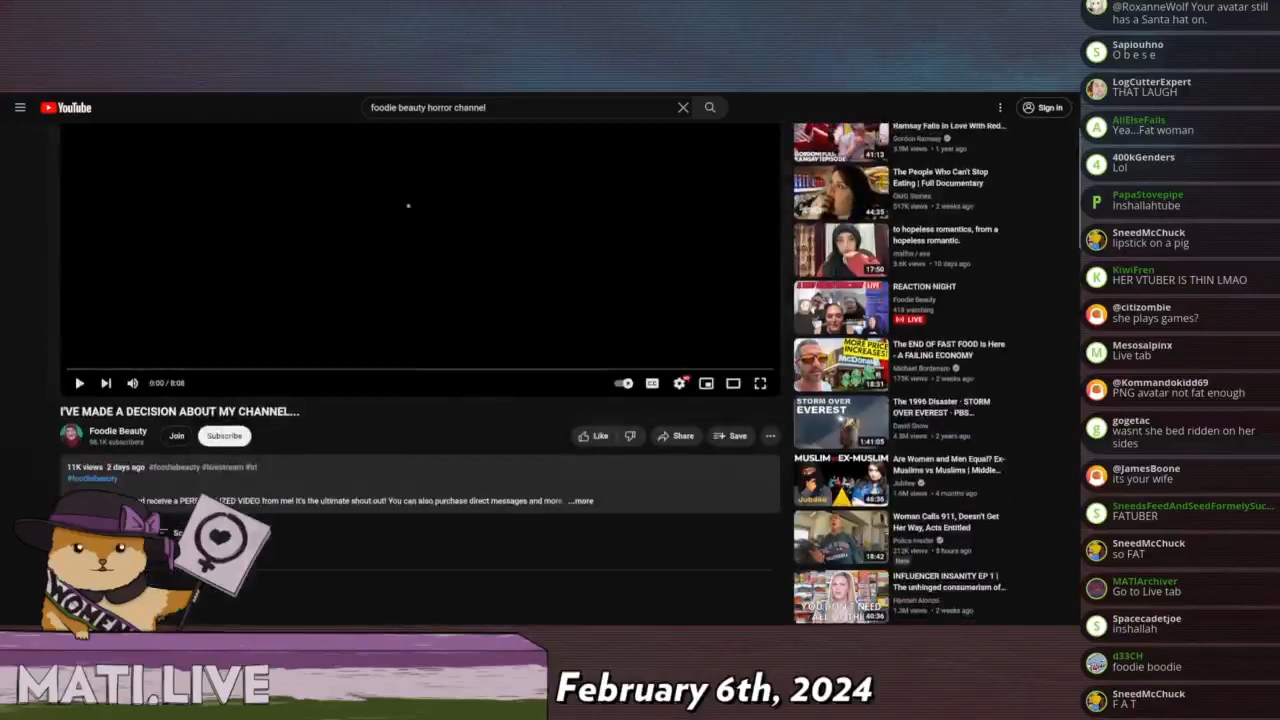 @RoxanneWolf Your avatar still
has a Santa hat on.
Sapiouhno
O b e s e
LogCutterExpert
THAT LAUGH
AllElseFails
Yea...Fat woman
400kGenders
Lol
PapaStovepipe
Inshallahtube
SneedMcChuck
lipstick on a pig
KiwiFren
HER VTUBER IS THIN LMAO
@citizombie
she plays games?
Mesosalpinx
Live tab
@Kommandokidd69
PNG avatar not fat enough
gogetac
wasnt she bed ridden on her
sides
@JamesBoone
its your wife
SneedsFeedAndSeedFormelySuc...
FATUBER
SneedMcChuck
so FAT
MATIArchiver
Go to Live tab
Spacecadetjoe
inshallah
d33CH
foodie boodie
SneedMcChuck
F A T
YouTube
foodie beauty horror channel
Sign in
Ramsay Falls In Love With Red...
Gordon Ramsay
3.9M views • 1 year ago
41:13
The People Who Can't Stop
Eating | Full Documentary
OMG Stories
517K views • 2 weeks ago
44:35
to hopeless romantics, from a
hopeless romantic.
3.6K views • 10 days ago
17:50
REACTION NIGHT
Foodie Beauty
418 watching
LIVE
LIVE
The END OF FAST FOOD Is Here
- A FAILING ECONOMY
Michael Bordenaro
173K views • 2 weeks ago
MORE PRICE
INCREASES!
18:31
The 1996 Disaster - STORM
OVER EVEREST - PBS...
David Snow
4.8M views • 2 years ago
STORM OVER
EVEREST
1:41:05
Are Women and Men Equal? Ex-
Muslims vs Muslims | Middle...
Jubilee
1.6M views • 4 months ago
MUSLIM EX-MUSLIM
46:36
Woman Calls 911, Doesn't Get
Her Way, Acts Entitled
Police Insider
212K views • 8 hours ago
New
18:42
INFLUENCER INSANITY EP 1 |
The unhinged consumerism of...
Hannah Alonzo
1.3M views • 2 weeks ago
YOU DON'T NEED
40:36
0:00 / 8:08
I'VE MADE A DECISION ABOUT MY CHANNEL...
Foodie Beauty
98.1K subscribers
Join
Subscribe
Like
Share
Save
11K views 2 days ago #foodiebeauty #livestream #irl
#foodiebeauty
receive a PERSONALIZED VIDEO from me! It's the ultimate shout out! You can also purchase direct messages and more. ...more
WOMEN
MATI.LIVE
February 6th, 2024